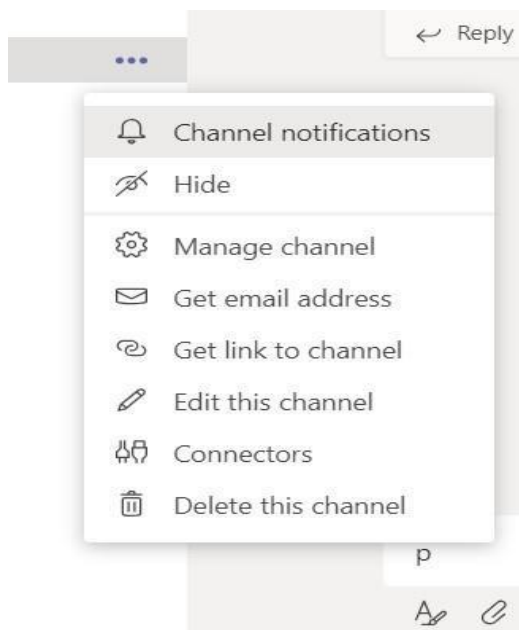 Reply
Channel notifications
Hide
Manage channel
Get email address
Get link to channel
Edit this channel
Connectors
Delete this channel
p